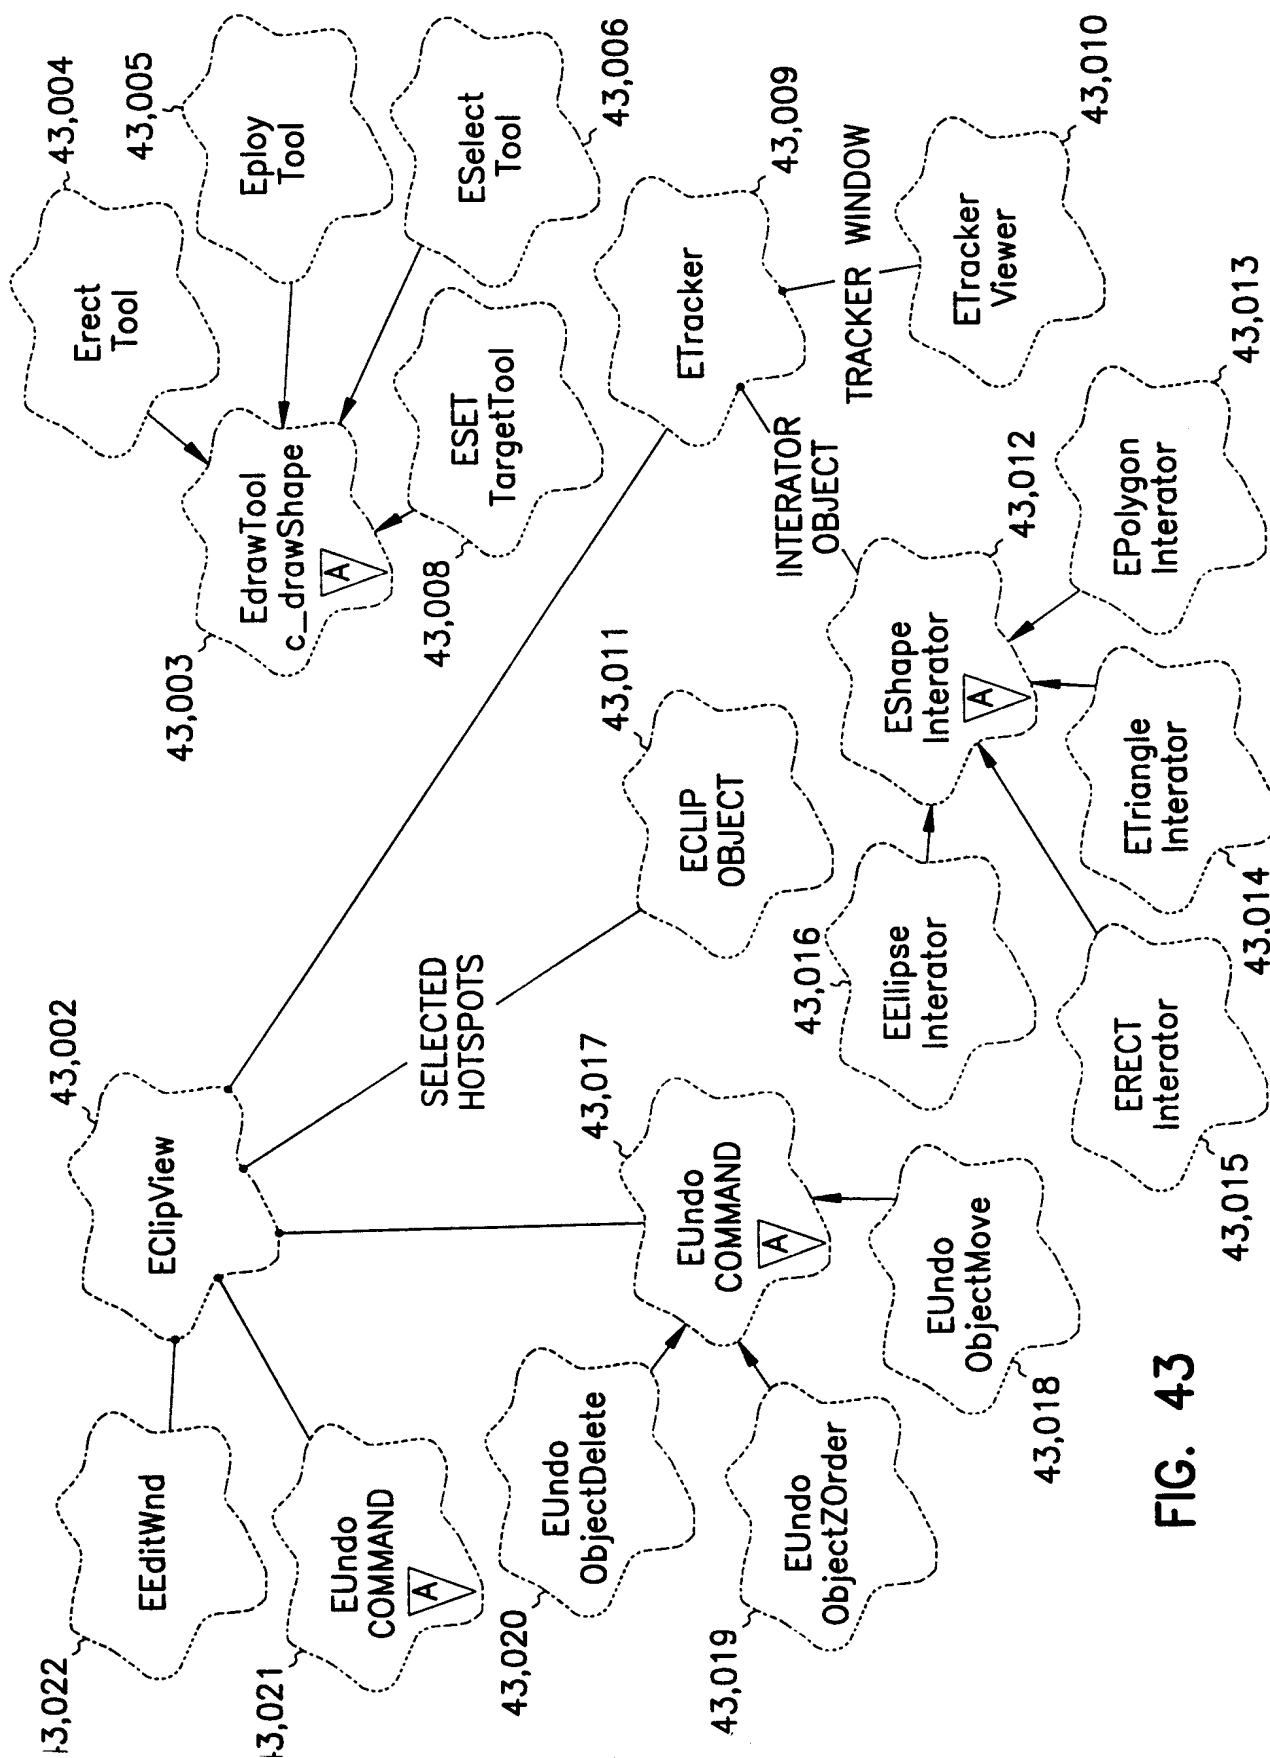 43,002
EClipView
43,022
EEditWnd
43,021
EUndo
COMMAND
A
SELECTED
HOTSPOTS
43,003
EdrawTool
c_drawShape
A
43,004
Erect
Tool
43,005
Eploy
Tool
ESelect
Tool
43,006
43,008
ESET
TargetTool
ETracker
43,009
TRACKER WINDOW
ETracker
Viewer
43,010
INTERATOR
OBJECT
43,011
ECLIP
OBJECT
43,012
EShape
Interator
A
EPolygon
Interator
43,013
ETriangle
Interator
43,014
ERECT
Interator
43,015
43,016
EEllipse
Interator
43,017
EUndo
COMMAND
A
EUndo
ObjectMove
43,018
EUndo
ObjectZOrder
43,019
EUndo
ObjectDelete
43,020
FIG. 43